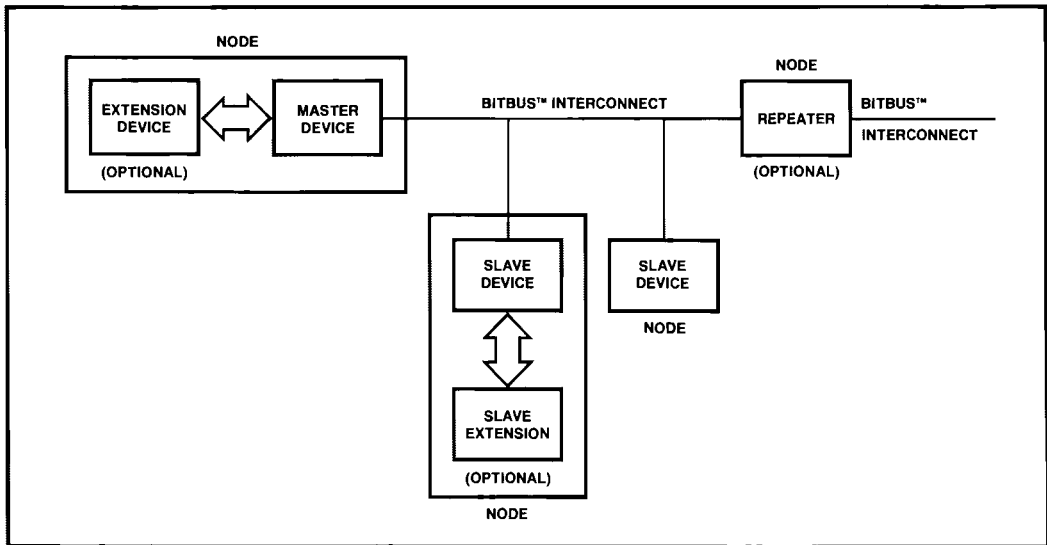 NODE
EXTENSION
DEVICE
(OPTIONAL)
MASTER
DEVICE
BITBUS™ INTERCONNECT
NODE
REPEATER
(OPTIONAL)
BITBUS™
INTERCONNECT
SLAVE
DEVICE
SLAVE
EXTENSION
(OPTIONAL)
NODE
SLAVE
DEVICE
NODE